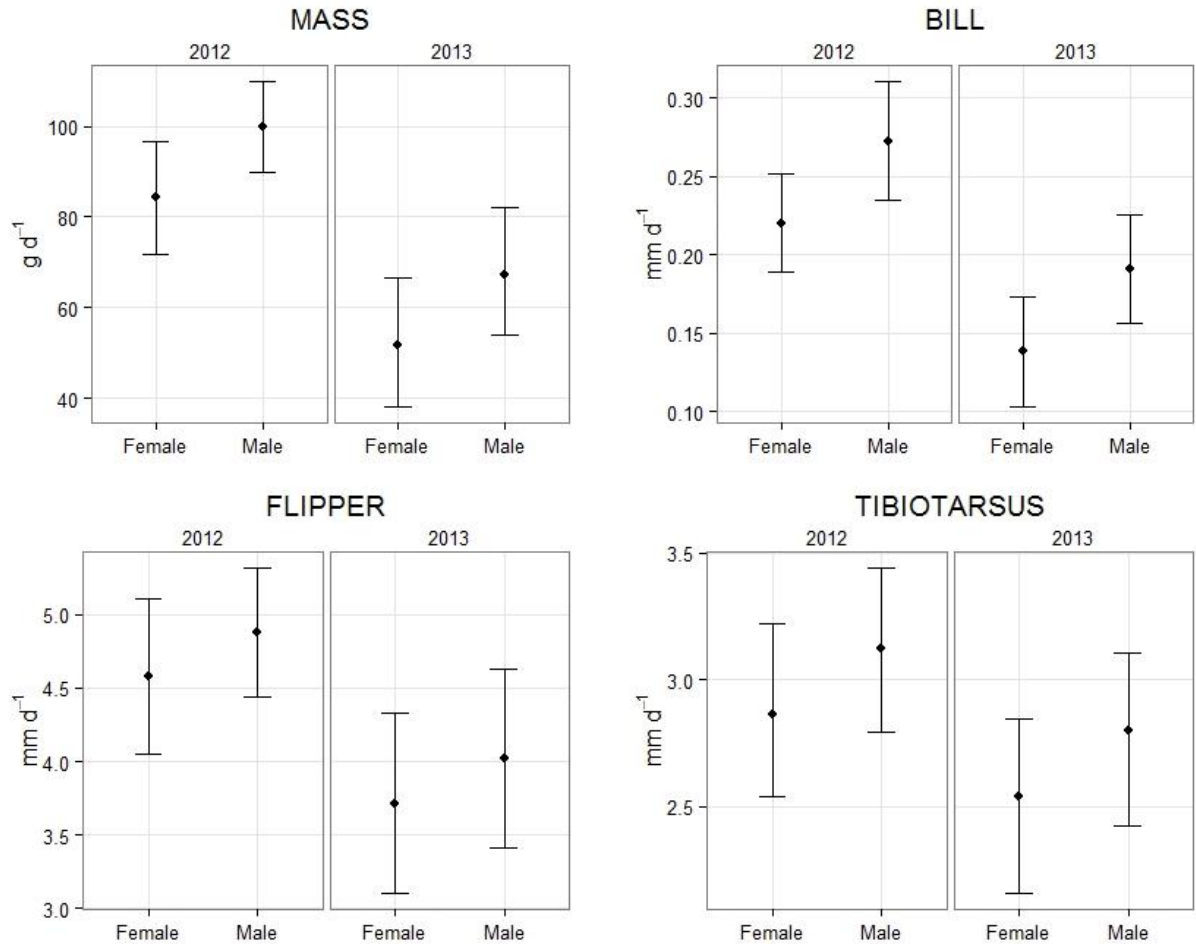 MASS
2012 2013
100
80
60
40
g d⁻¹
Female Male Female Male
BILL
2012 2013
0.30
0.25
0.20
0.15
0.10
mm d⁻¹
Female Male Female Male
FLIPPER
2012 2013
5.0
4.5
4.0
3.5
3.0
mm d⁻¹
Female Male Female Male
TIBIOTARSUS
2012 2013
3.5
3.0
2.5
mm d⁻¹
Female Male Female Male